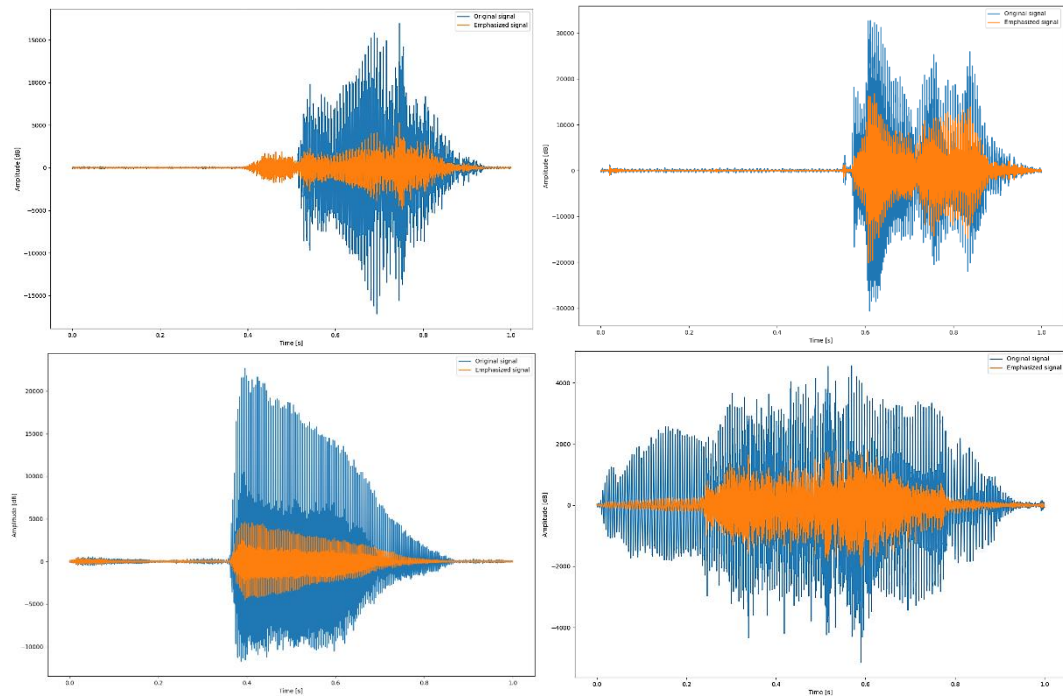 Original signal
Emphasized signal
15000
10000
5000
0
−5000
−10000
−15000
Amplitude [dB]
0.0 0.2 0.4 0.6 0.8 1.0
Time [s]
Original signal
Emphasized signal
30000
20000
10000
0
−10000
−20000
−30000
Amplitude [dB]
0.0 0.2 0.4 0.6 0.8 1.0
Time [s]
Original signal
Emphasized signal
20000
15000
10000
5000
0
−5000
−10000
Amplitude [dB]
0.0 0.2 0.4 0.6 0.8 1.0
Time [s]
Original signal
Emphasized signal
4000
2000
0
−2000
−4000
Amplitude [dB]
0.0 0.2 0.4 0.6 0.8 1.0
Time [s]